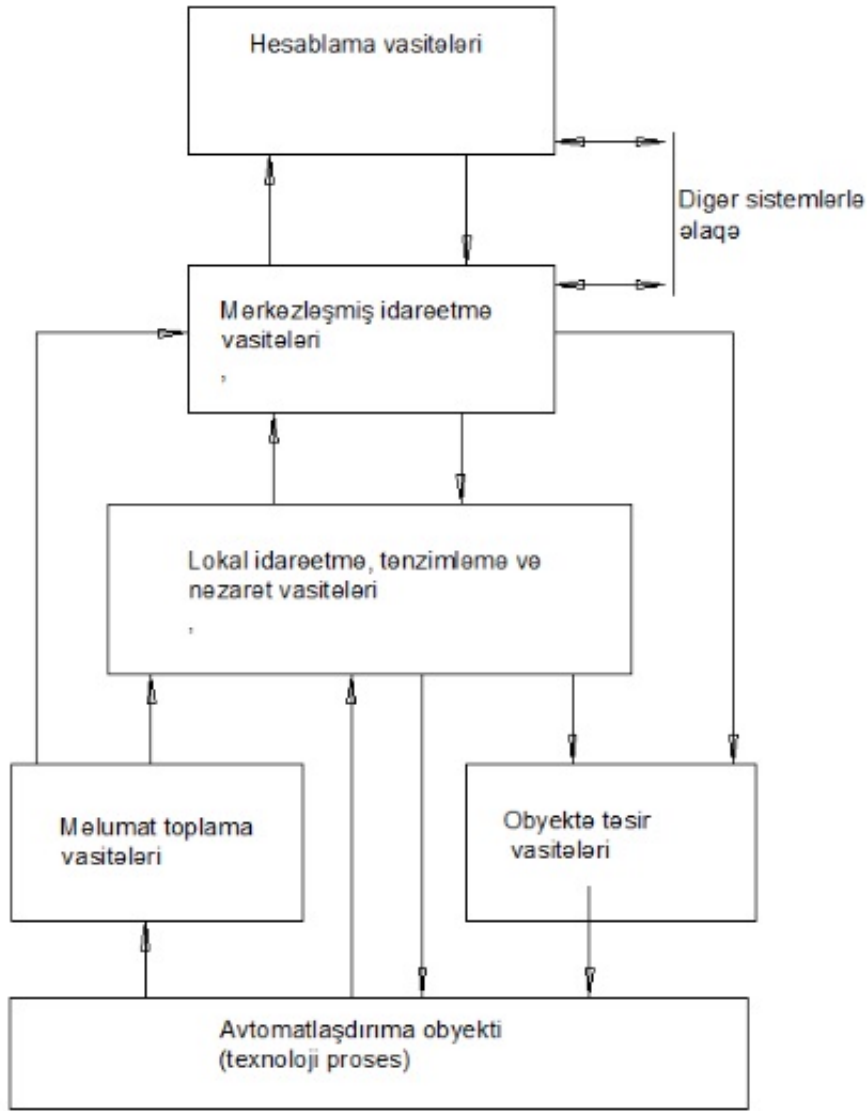 Hesablama vasitələri
Digər sistemlərlə
əlaqə
Mərkəzləşmiş idarəetmə
vasitələri
,
Lokal idarəetmə, tənzimləmə və
nəzarət vasitələri
,
Məlumat toplama
vasitələri
Obyektə təsir
vasitələri
Avtomatlaşdırıma obyekti
(texnoloji proses)